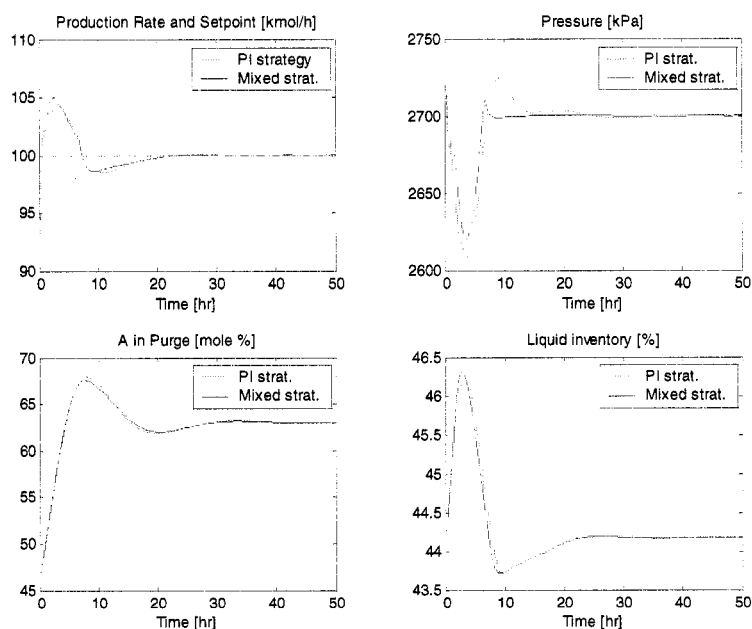 Production Rate and Setpoint [kmol/h]
110
105
100
95
90
PI strategy
Mixed strat.
0 10 20 30 40 50
Time [hr]
Pressure [kPa]
2750
2700
2650
2600
PI strat.
Mixed strat.
0 10 20 30 40 50
Time [hr]
A in Purge [mole %]
70
65
60
55
50
45
PI strat.
Mixed strat.
0 10 20 30 40 50
Time [hr]
Liquid inventory [%]
46.5
46
45.5
45
44.5
44
43.5
PI strat.
Mixed strat.
0 10 20 30 40 50
Time [hr]